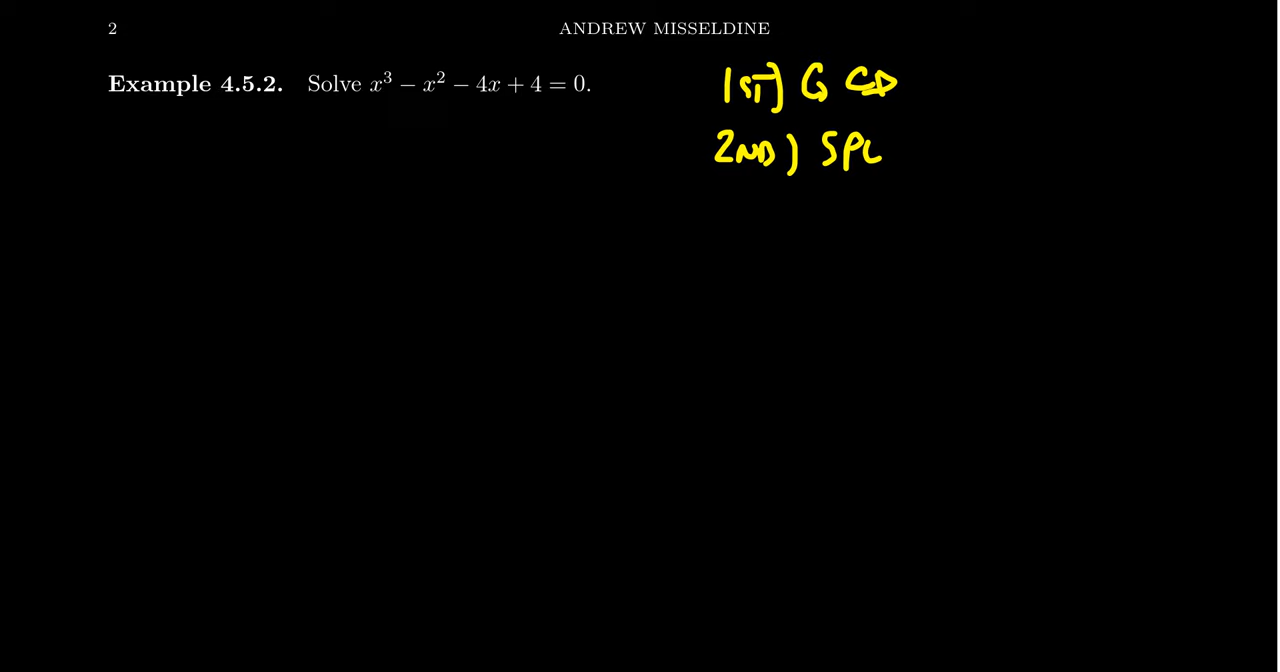 2 ANDREW MISSELDINE
Example 4.5.2. Solve x³ − x² − 4x + 4 = 0.
1ST) GCD
2ND) SPL